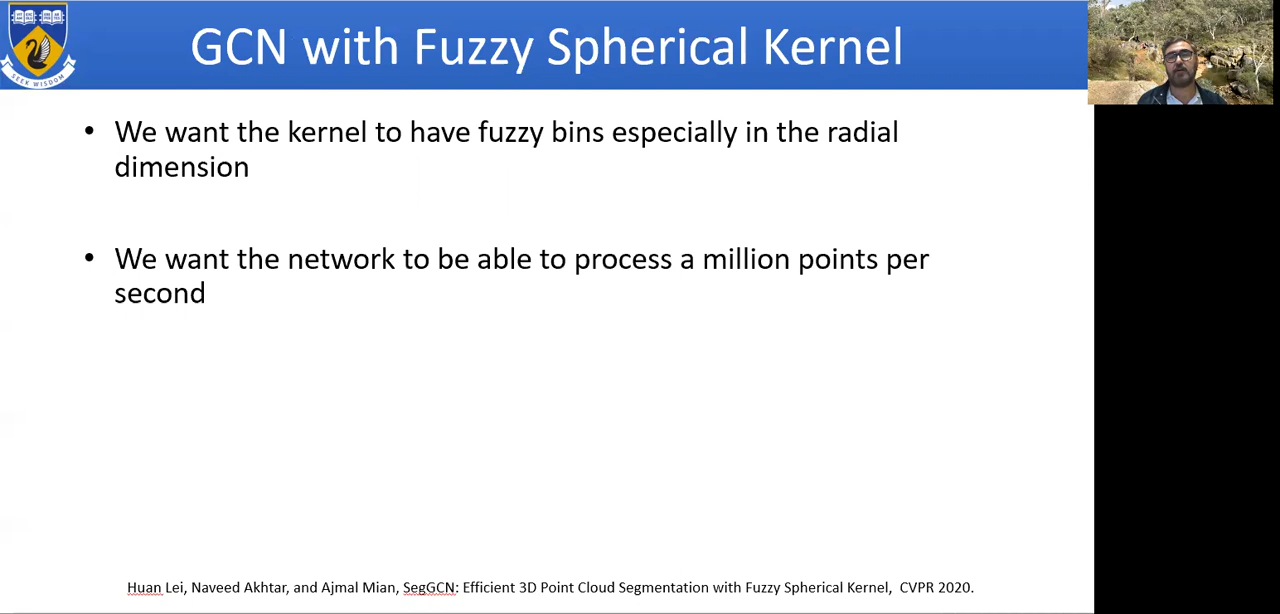 GCN with Fuzzy Spherical Kernel
SEEK WISDOM
• We want the kernel to have fuzzy bins especially in the radial
dimension
• We want the network to be able to process a million points per
second
Huan Lei, Naveed Akhtar, and Ajmal Mian, SegGCN: Efficient 3D Point Cloud Segmentation with Fuzzy Spherical Kernel, CVPR 2020.